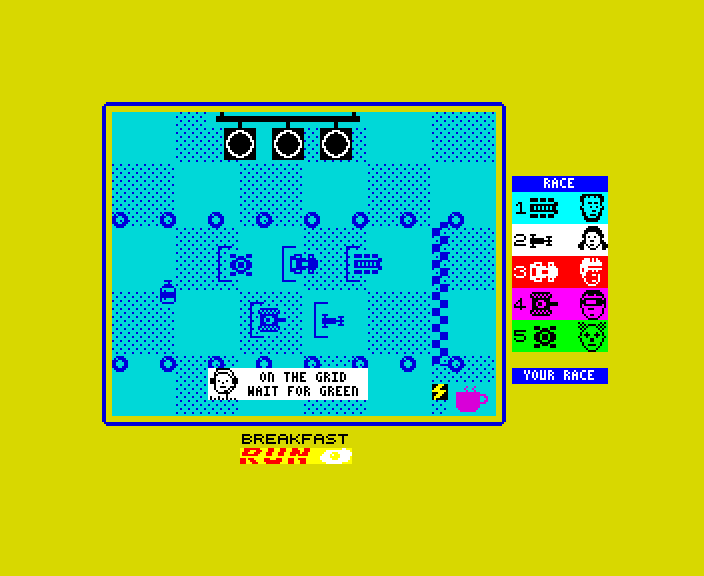 RACE
1
2
3
4
5
YOUR RACE
ON THE GRID
WAIT FOR GREEN
BREAKFAST
RUN